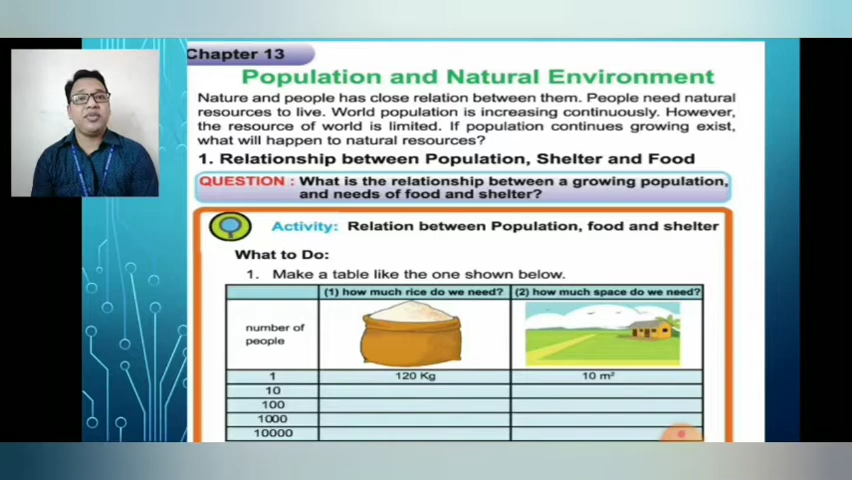 Chapter 13
Population and Natural Environment
Nature and people has close relation between them. People need natural
resources to live. World population is increasing continuously. However,
the resource of world is limited. If population continues growing exist,
what will happen to natural resources?
1. Relationship between Population, Shelter and Food
QUESTION : What is the relationship between a growing population,
and needs of food and shelter?
Activity: Relation between Population, food and shelter
What to Do:
1. Make a table like the one shown below.
(1) how much rice do we need? (2) how much space do we need?
number of
people
1 120 Kg 10 m²
10
100
1000
10000